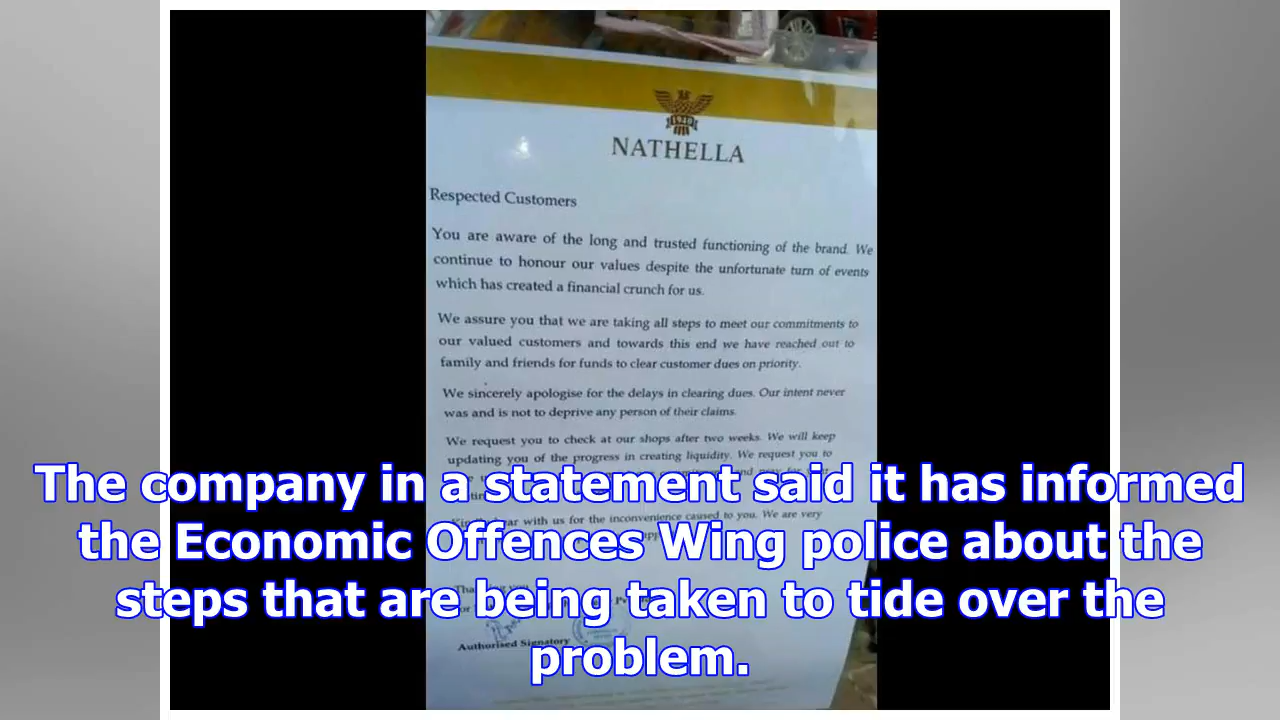 1920
NATHELLA
Respected Customers
You are aware of the long and trusted functioning of the brand. We
continue to honour our values despite the unfortunate turn of events
which has created a financial crunch for us.
We assure you that we are taking all steps to meet our commitments to
our valued customers and towards this end we have reached out to
family and friends for funds to clear customer dues on priority.
We sincerely apologise for the delays in clearing dues. Our intent never
was and is not to deprive any person of their claims.
We request you to check at our shops after two weeks. We will keep
updating you of the progress in creating liquidity. We request you to
with us for the inconvenience caused to you. We are very
Authorised Signatory
The company in a statement said it has informed
the Economic Offences Wing police about the
steps that are being taken to tide over the
problem.